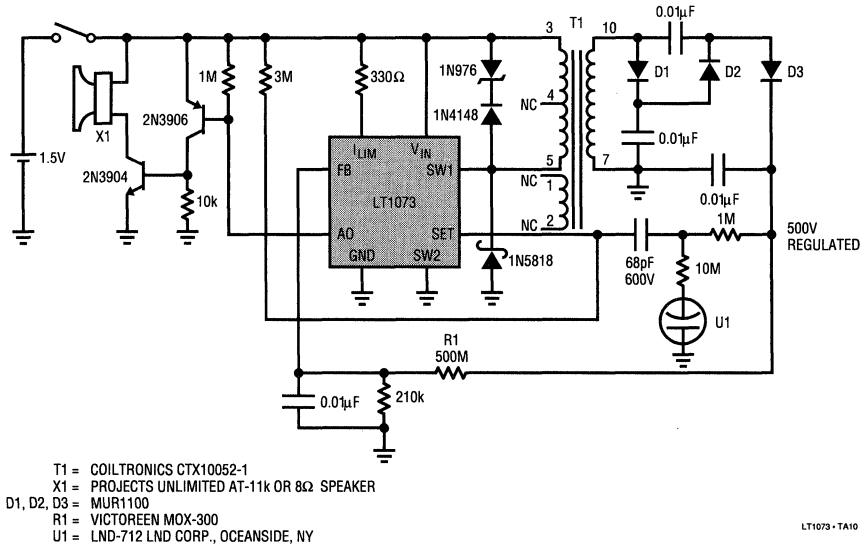 T1
0.01µF
3
10
1M
3M
330Ω
1N976
D1
D2
D3
NC 4
1N4148
2N3906
X1
1.5V
2N3904
10k
I LIM
V IN
FB
SW1
LT1073
AO
SET
GND
SW2
5
7
0.01µF
NC 1
NC 2
0.01µF
1M
500V
REGULATED
1N5818
68pF
600V
10M
U1
R1
500M
0.01µF
210k
T1 = COILTRONICS CTX10052-1
X1 = PROJECTS UNLIMITED AT-11k OR 8Ω SPEAKER
D1, D2, D3 = MUR1100
R1 = VICTOREEN MOX-300
U1 = LND-712 LND CORP., OCEANSIDE, NY
LT1073 • TA10